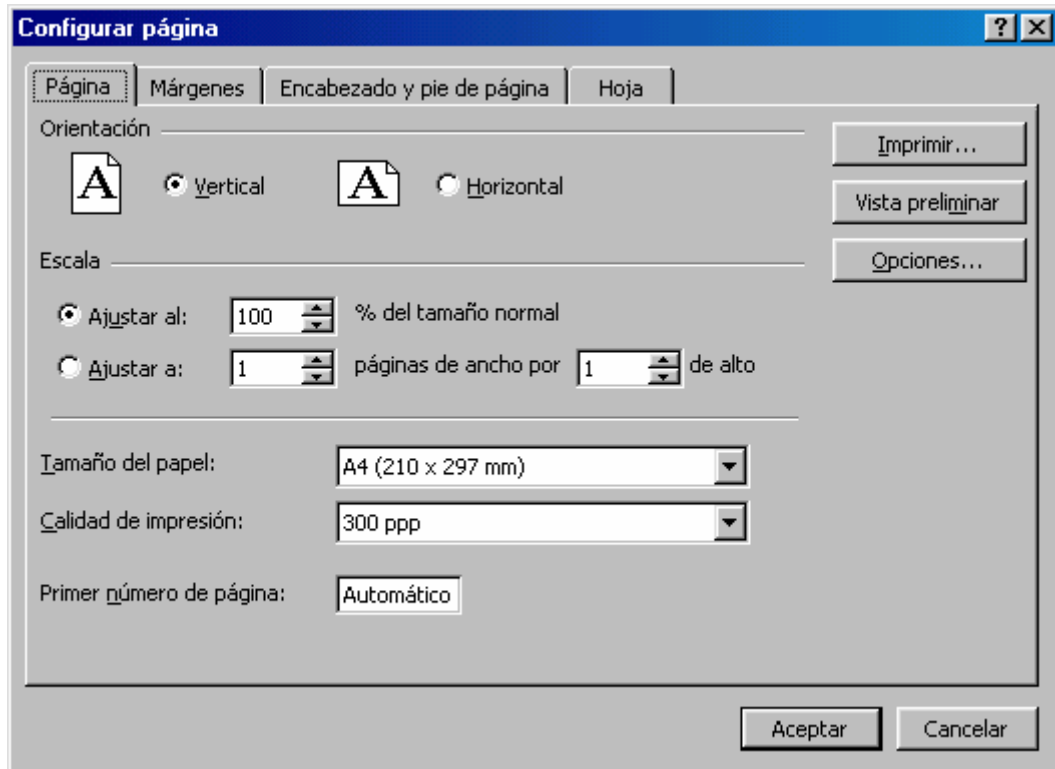 Configurar página
Página Márgenes Encabezado y pie de página Hoja
Orientación
Imprimir...
A Vertical A Horizontal
Vista preliminar
Escala
Opciones...
Ajustar al: 100 % del tamaño normal
Ajustar a: 1 páginas de ancho por 1 de alto
Tamaño del papel: A4 (210 x 297 mm)
Calidad de impresión: 300 ppp
Primer número de página: Automático
Aceptar Cancelar